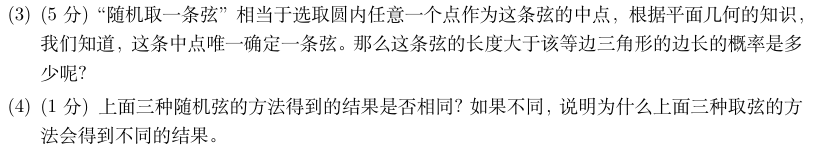 (3) (5 分) “随机取一条弦” 相当于选取圆内任意一个点作为这条弦的中点, 根据平面几何的知识,
我们知道, 这条中点唯一确定一条弦。那么这条弦的长度大于该等边三角形的边长的概率是多
少呢?
(4) (1 分) 上面三种随机弦的方法得到的结果是否相同? 如果不同, 说明为什么上面三种取弦的方
法会得到不同的结果。